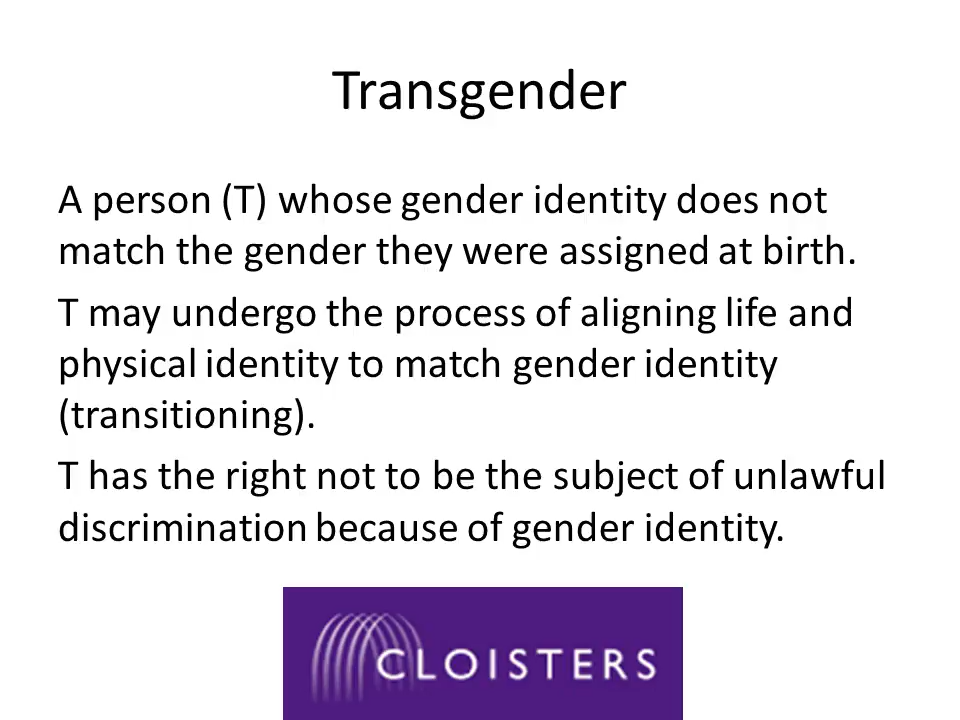 Transgender
A person (T) whose gender identity does not
match the gender they were assigned at birth.
T may undergo the process of aligning life and
physical identity to match gender identity
(transitioning).
T has the right not to be the subject of unlawful
discrimination because of gender identity.
CLOISTERS